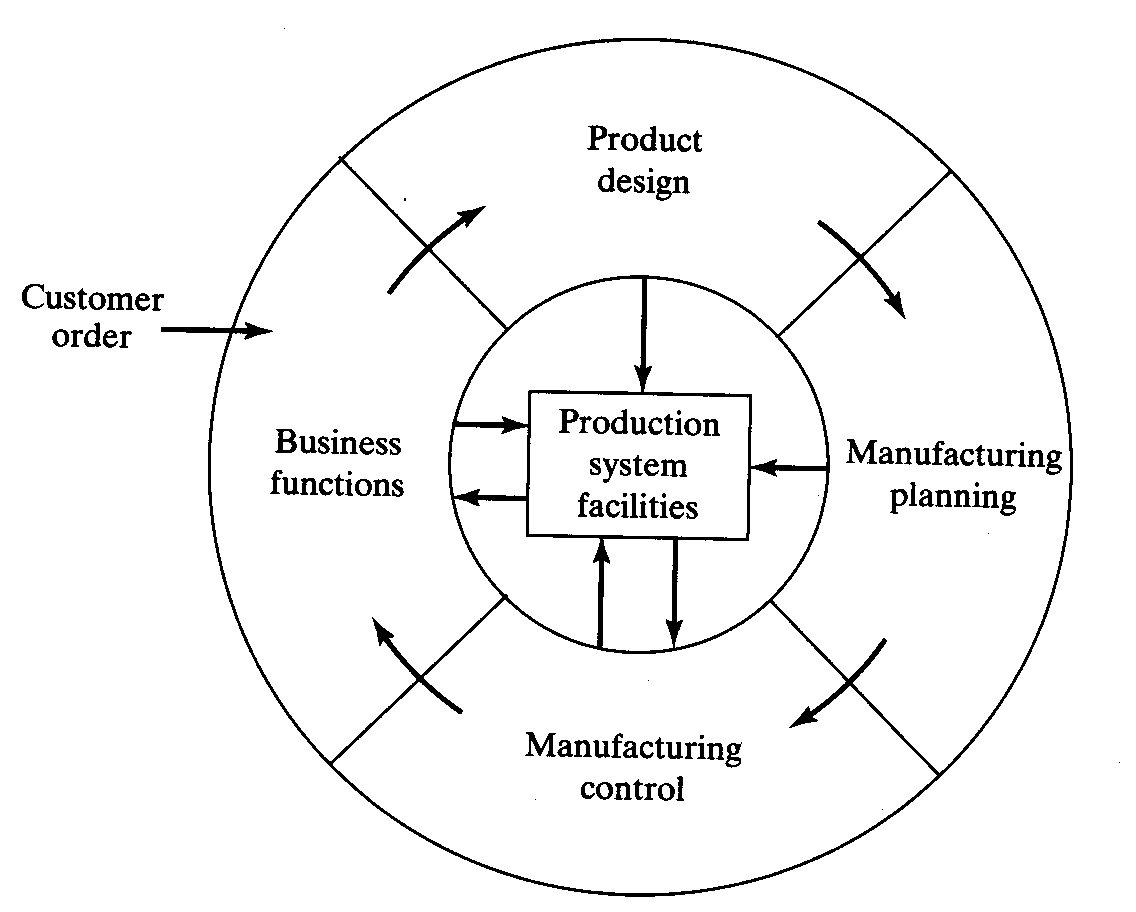 Product
design
Customer
order
Business
functions
Production
system
facilities
Manufacturing
planning
Manufacturing
control